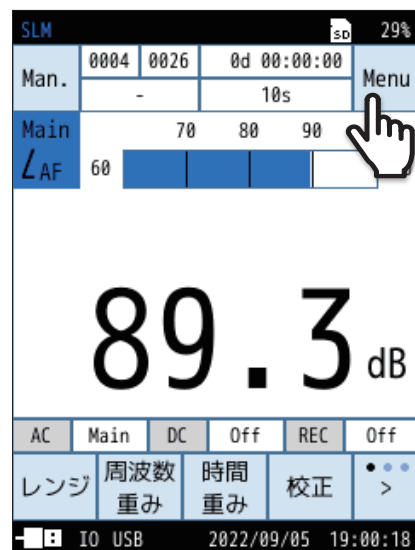 SLM SD 29%
Man. 0004 0026 0d 00:00:00 Menu
- 10s
Main 70 80 90
LAF 60
89.3 dB
AC Main DC Off REC Off
レンジ 周波数重み 時間重み 校正 >
IO USB 2022/09/05 19:00:18